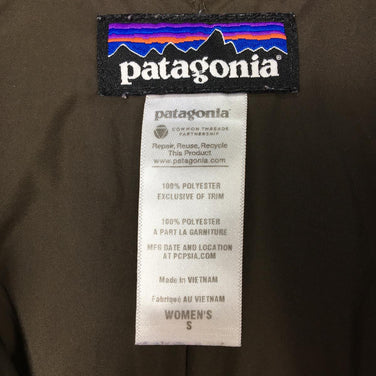 patagonia®
patagonia®
COMMON THREADS
PARTNERSHIP
Repair, Reuse, Recycle
This Product
www.patagonia.com
100% POLYESTER
EXCLUSIVE OF TRIM
100% POLYESTER
A PART LA GARNITURE
MFG DATE AND LOCATION
AT PCPSIA.COM
Made in VIETNAM
Fabriqué AU VIETNAM
WOMEN'S
S